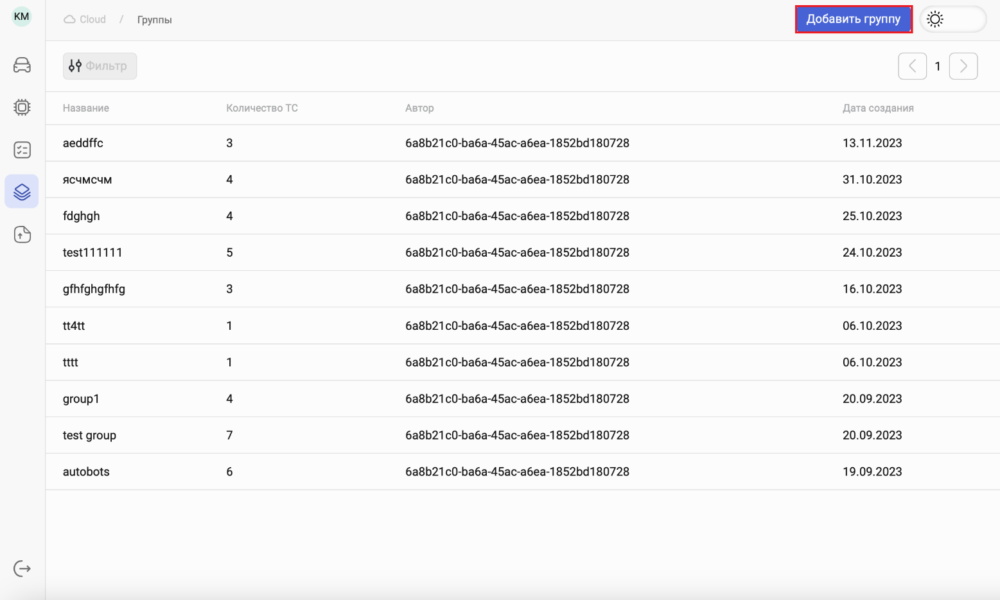 KM
Cloud / Группы
Добавить группу
Фильтр
1
Название Количество ТС Автор Дата создания
aeddffc 3 6a8b21c0-ba6a-45ac-a6ea-1852bd180728 13.11.2023
ясчмсчм 4 6a8b21c0-ba6a-45ac-a6ea-1852bd180728 31.10.2023
fdghgh 4 6a8b21c0-ba6a-45ac-a6ea-1852bd180728 25.10.2023
test111111 5 6a8b21c0-ba6a-45ac-a6ea-1852bd180728 24.10.2023
gfhfghgfhfg 3 6a8b21c0-ba6a-45ac-a6ea-1852bd180728 16.10.2023
tt4tt 1 6a8b21c0-ba6a-45ac-a6ea-1852bd180728 06.10.2023
tttt 1 6a8b21c0-ba6a-45ac-a6ea-1852bd180728 06.10.2023
group1 4 6a8b21c0-ba6a-45ac-a6ea-1852bd180728 20.09.2023
test group 7 6a8b21c0-ba6a-45ac-a6ea-1852bd180728 20.09.2023
autobots 6 6a8b21c0-ba6a-45ac-a6ea-1852bd180728 19.09.2023